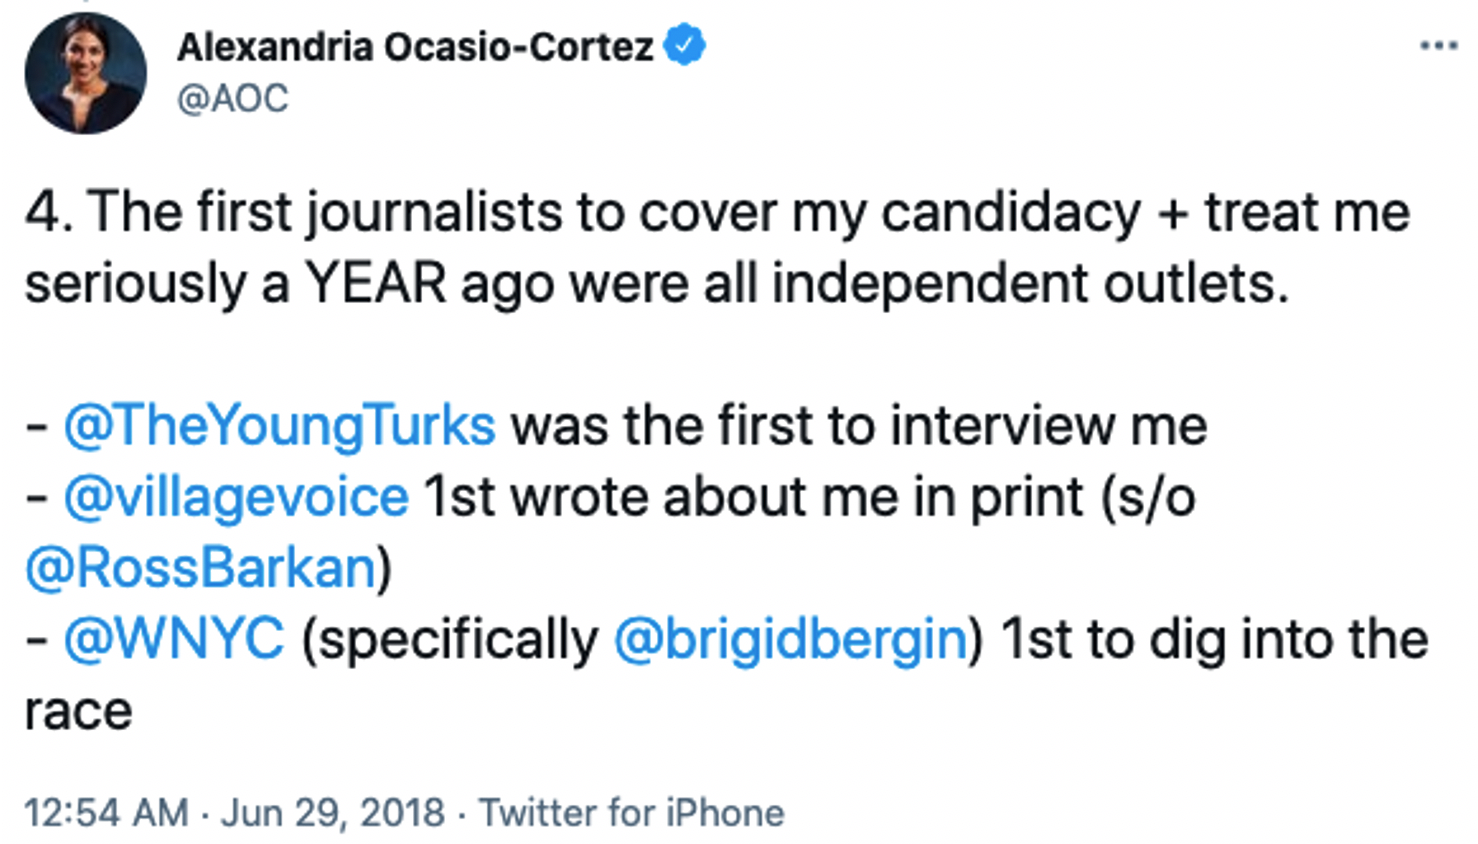 Alexandria Ocasio-Cortez
@AOC
4. The first journalists to cover my candidacy + treat me
seriously a YEAR ago were all independent outlets.
- @TheYoungTurks was the first to interview me
- @villagevoice 1st wrote about me in print (s/o
@RossBarkan)
- @WNYC (specifically @brigidbergin) 1st to dig into the
race
12:54 AM · Jun 29, 2018 · Twitter for iPhone